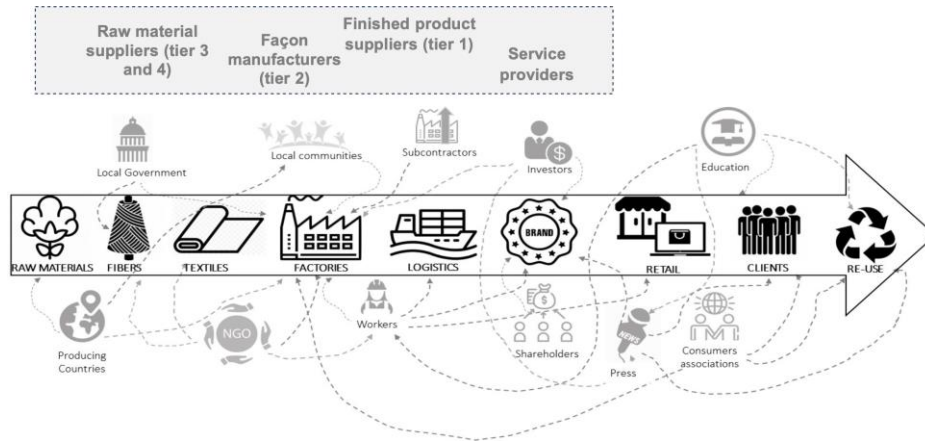 Raw material
suppliers (tier 3
and 4)
Façon
manufacturers
(tier 2)
Finished product
suppliers (tier 1)
Service
providers
Local Government
Local communities
Subcontractors
Investors
Education
BRAND
RAW MATERIALS
FIBERS
TEXTILES
FACTORIES
LOGISTICS
RETAIL
CLIENTS
RE-USE
Producing
Countries
NGO
Workers
Shareholders
NEWS
Press
Consumers
associations